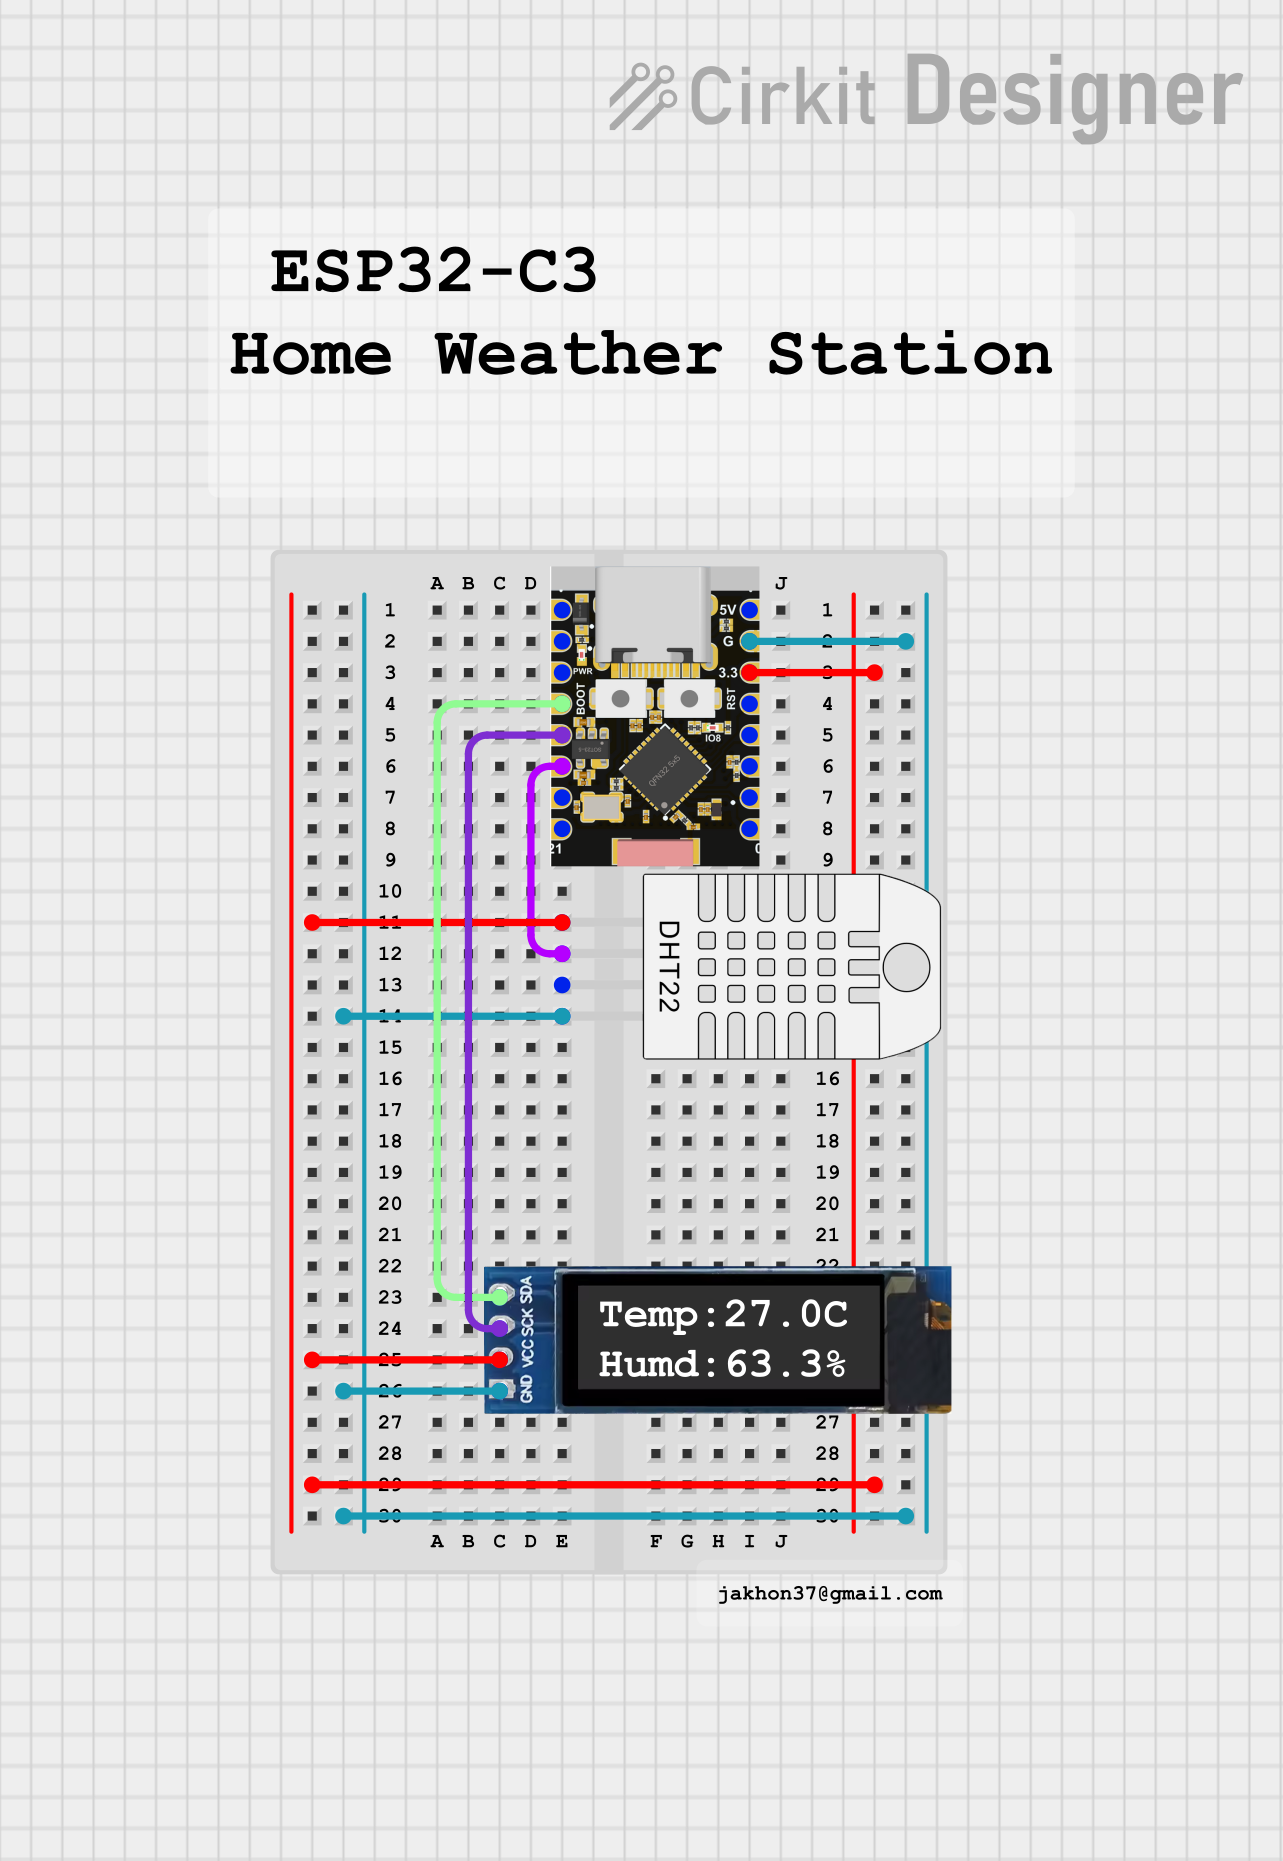 Cirkit Designer
ESP32-C3
Home Weather Station
A B C D J
1 5V 1
2 G 2
3 PWR 3.3 3
4 BOOT RST 4
5 IO8 5
6 QFN32 5x5 6
7 7
8 8
9 21 9
10
11
12
13
14
DHT22
15
16 16
17 17
18 18
19 19
20 20
21 21
22 22
23 SDA
24 SCK
25 VCC
26 GND
Temp:27.0C
Humd:63.3%
27 27
28 28
29 29
30 30
A B C D E F G H I J
jakhon37@gmail.com